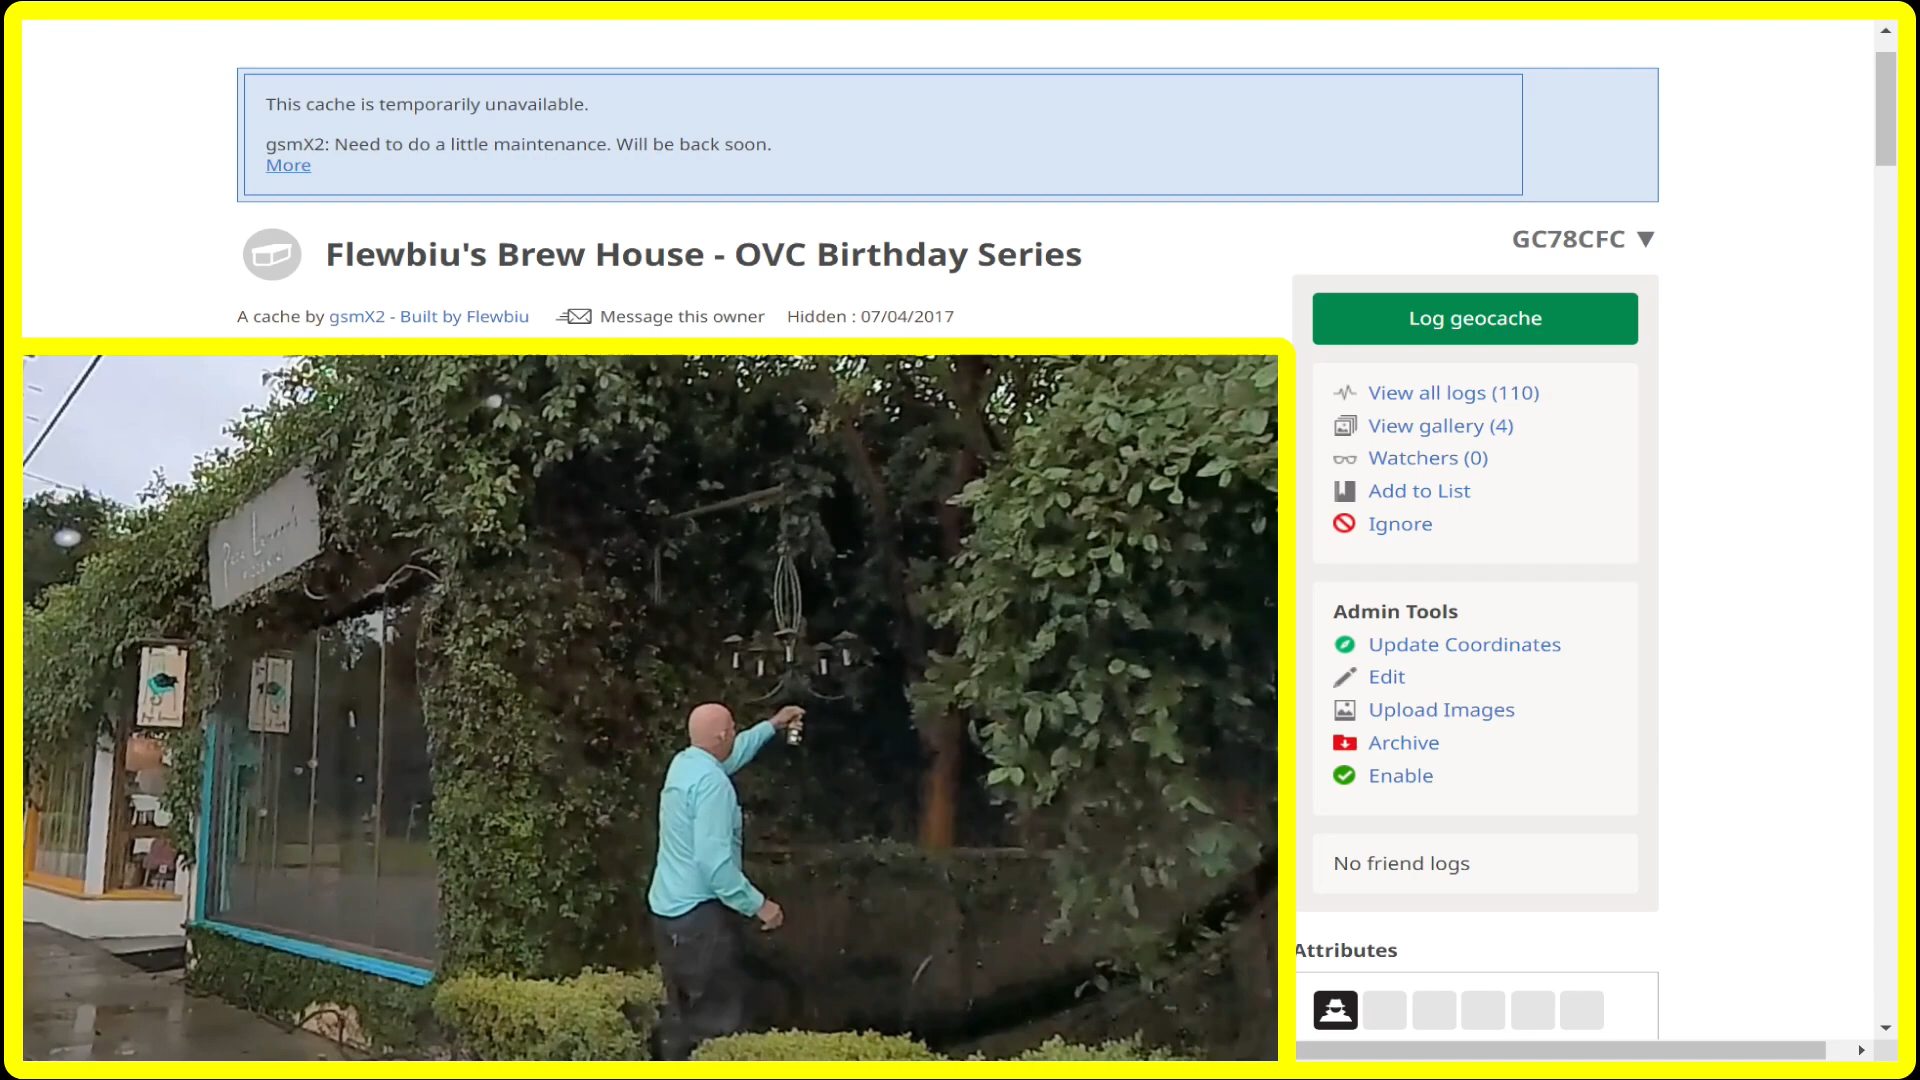 This cache is temporarily unavailable.
gsmX2: Need to do a little maintenance. Will be back soon.
More
Flewbiu's Brew House - OVC Birthday Series
GC78CFC ▼
A cache by gsmX2 - Built by Flewbiu
Message this owner
Hidden : 07/04/2017
Log geocache
View all logs (110)
View gallery (4)
Watchers (0)
Add to List
Ignore
Admin Tools
Update Coordinates
Edit
Upload Images
Archive
Enable
No friend logs
Attributes